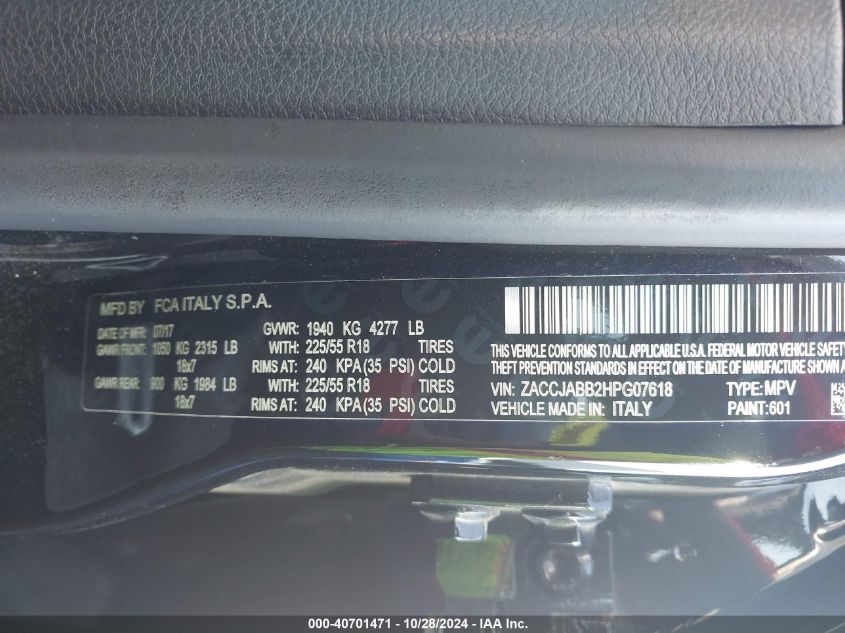 MFD BY FCA ITALY S.P.A.
DATE OF MFR: 07/17 GVWR: 1940 KG 4277 LB
GAWR FRONT: 1050 KG 2315 LB WITH: 225/55 R18 TIRES
18x7 RIMS AT: 240 KPA (35 PSI) COLD
GAWR REAR: 900 KG 1984 LB WITH: 225/55 R18 TIRES
18x7 RIMS AT: 240 KPA (35 PSI) COLD
THIS VEHICLE CONFORMS TO ALL APPLICABLE U.S.A. FEDERAL MOTOR VEHICLE SAFETY
THEFT PREVENTION STANDARDS IN EFFECT ON THE DATE OF MANUFACTURE SHOWN
VIN: ZACCJABB2HPG07618 TYPE: MPV
VEHICLE MADE IN: ITALY PAINT: 601
000-40701471 - 10/28/2024 - IAA Inc.